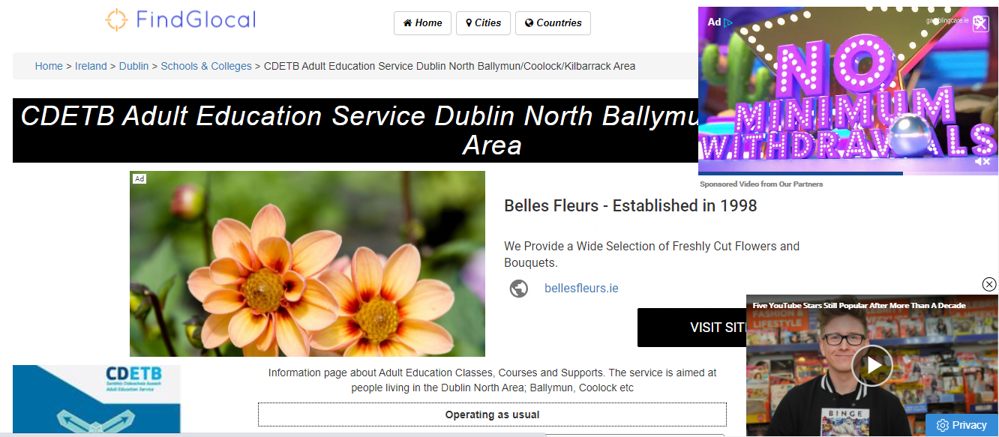 FindGlocal
Home
Cities
Countries
Home > Ireland > Dublin > Schools & Colleges > CDETB Adult Education Service Dublin North Ballymun/Coolock/Kilbarrack Area
CDETB Adult Education Service Dublin North Ballymu
Area
Ad
gamblingcare.ie
NO
MINIMUM
WITHDRAWALS
Sponsored Video from Our Partners
Ad
Belles Fleurs - Established in 1998
We Provide a Wide Selection of Freshly Cut Flowers and
Bouquets.
bellesfleurs.ie
VISIT SIT
Five YouTube Stars Still Popular After More Than A Decade
FASHION &
LIFESTYLE
BINGE
CDETB
Adult Education Service
Information page about Adult Education Classes, Courses and Supports. The service is aimed at
people living in the Dublin North Area; Ballymun, Coolock etc
Operating as usual
Privacy